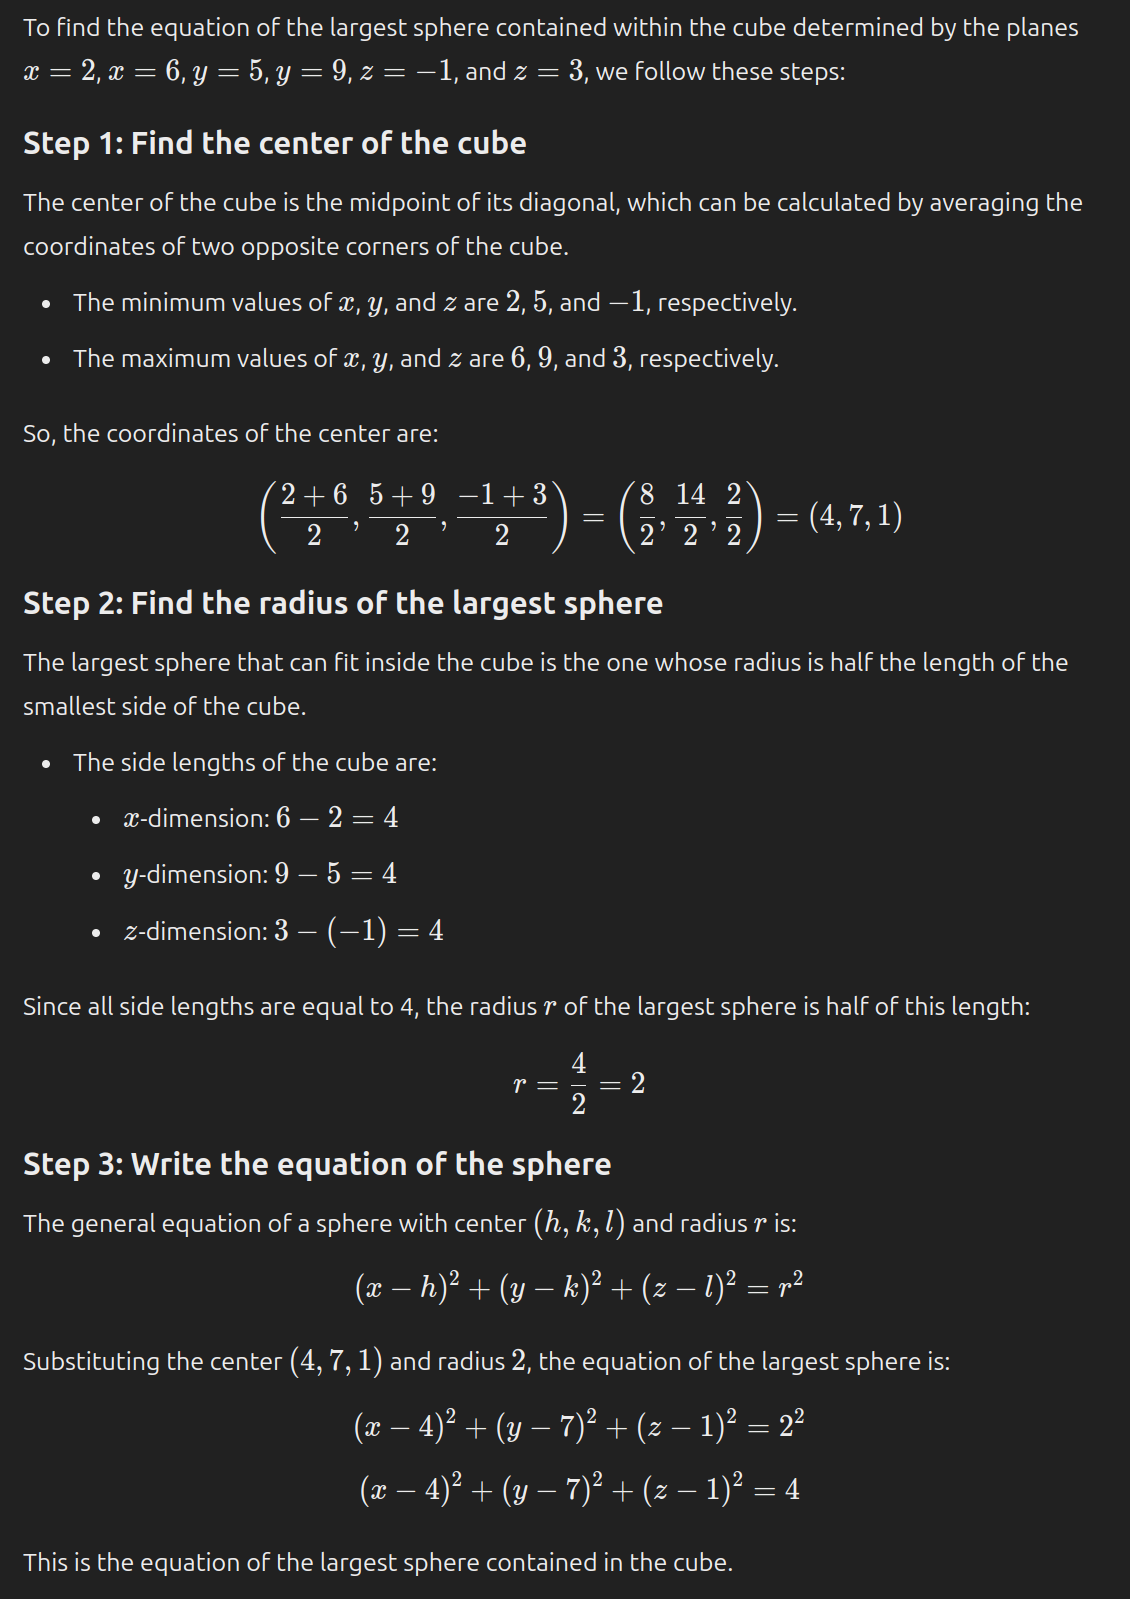 To find the equation of the largest sphere contained within the cube determined by the planes
x = 2, x = 6, y = 5, y = 9, z = −1, and z = 3, we follow these steps:
Step 1: Find the center of the cube
The center of the cube is the midpoint of its diagonal, which can be calculated by averaging the
coordinates of two opposite corners of the cube.
• The minimum values of x, y, and z are 2, 5, and −1, respectively.
• The maximum values of x, y, and z are 6, 9, and 3, respectively.
So, the coordinates of the center are:
(\frac{2 + 6}{2}, \frac{5 + 9}{2}, \frac{−1 + 3}{2}) = (\frac{8}{2}, \frac{14}{2}, \frac{2}{2}) = (4, 7, 1)
Step 2: Find the radius of the largest sphere
The largest sphere that can fit inside the cube is the one whose radius is half the length of the
smallest side of the cube.
• The side lengths of the cube are:
• x-dimension: 6 − 2 = 4
• y-dimension: 9 − 5 = 4
• z-dimension: 3 − (−1) = 4
Since all side lengths are equal to 4, the radius r of the largest sphere is half of this length:
r = \frac{4}{2} = 2
Step 3: Write the equation of the sphere
The general equation of a sphere with center (h, k, l) and radius r is:
(x − h)² + (y − k)² + (z − l)² = r²
Substituting the center (4, 7, 1) and radius 2, the equation of the largest sphere is:
(x − 4)² + (y − 7)² + (z − 1)² = 2²
(x − 4)² + (y − 7)² + (z − 1)² = 4
This is the equation of the largest sphere contained in the cube.